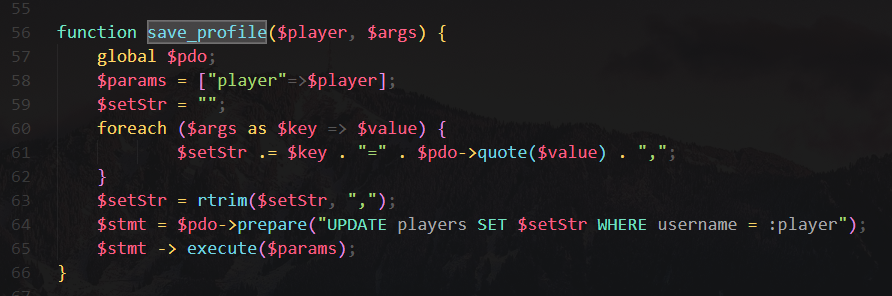 55
56 function save_profile($player, $args) {
57 global $pdo;
58 $params = ["player"=>$player];
59 $setStr = "";
60 foreach ($args as $key => $value) {
61 $setStr .= $key . "=" . $pdo->quote($value) . ",";
62 }
63 $setStr = rtrim($setStr, ",");
64 $stmt = $pdo->prepare("UPDATE players SET $setStr WHERE username = :player");
65 $stmt -> execute($params);
66 }
67